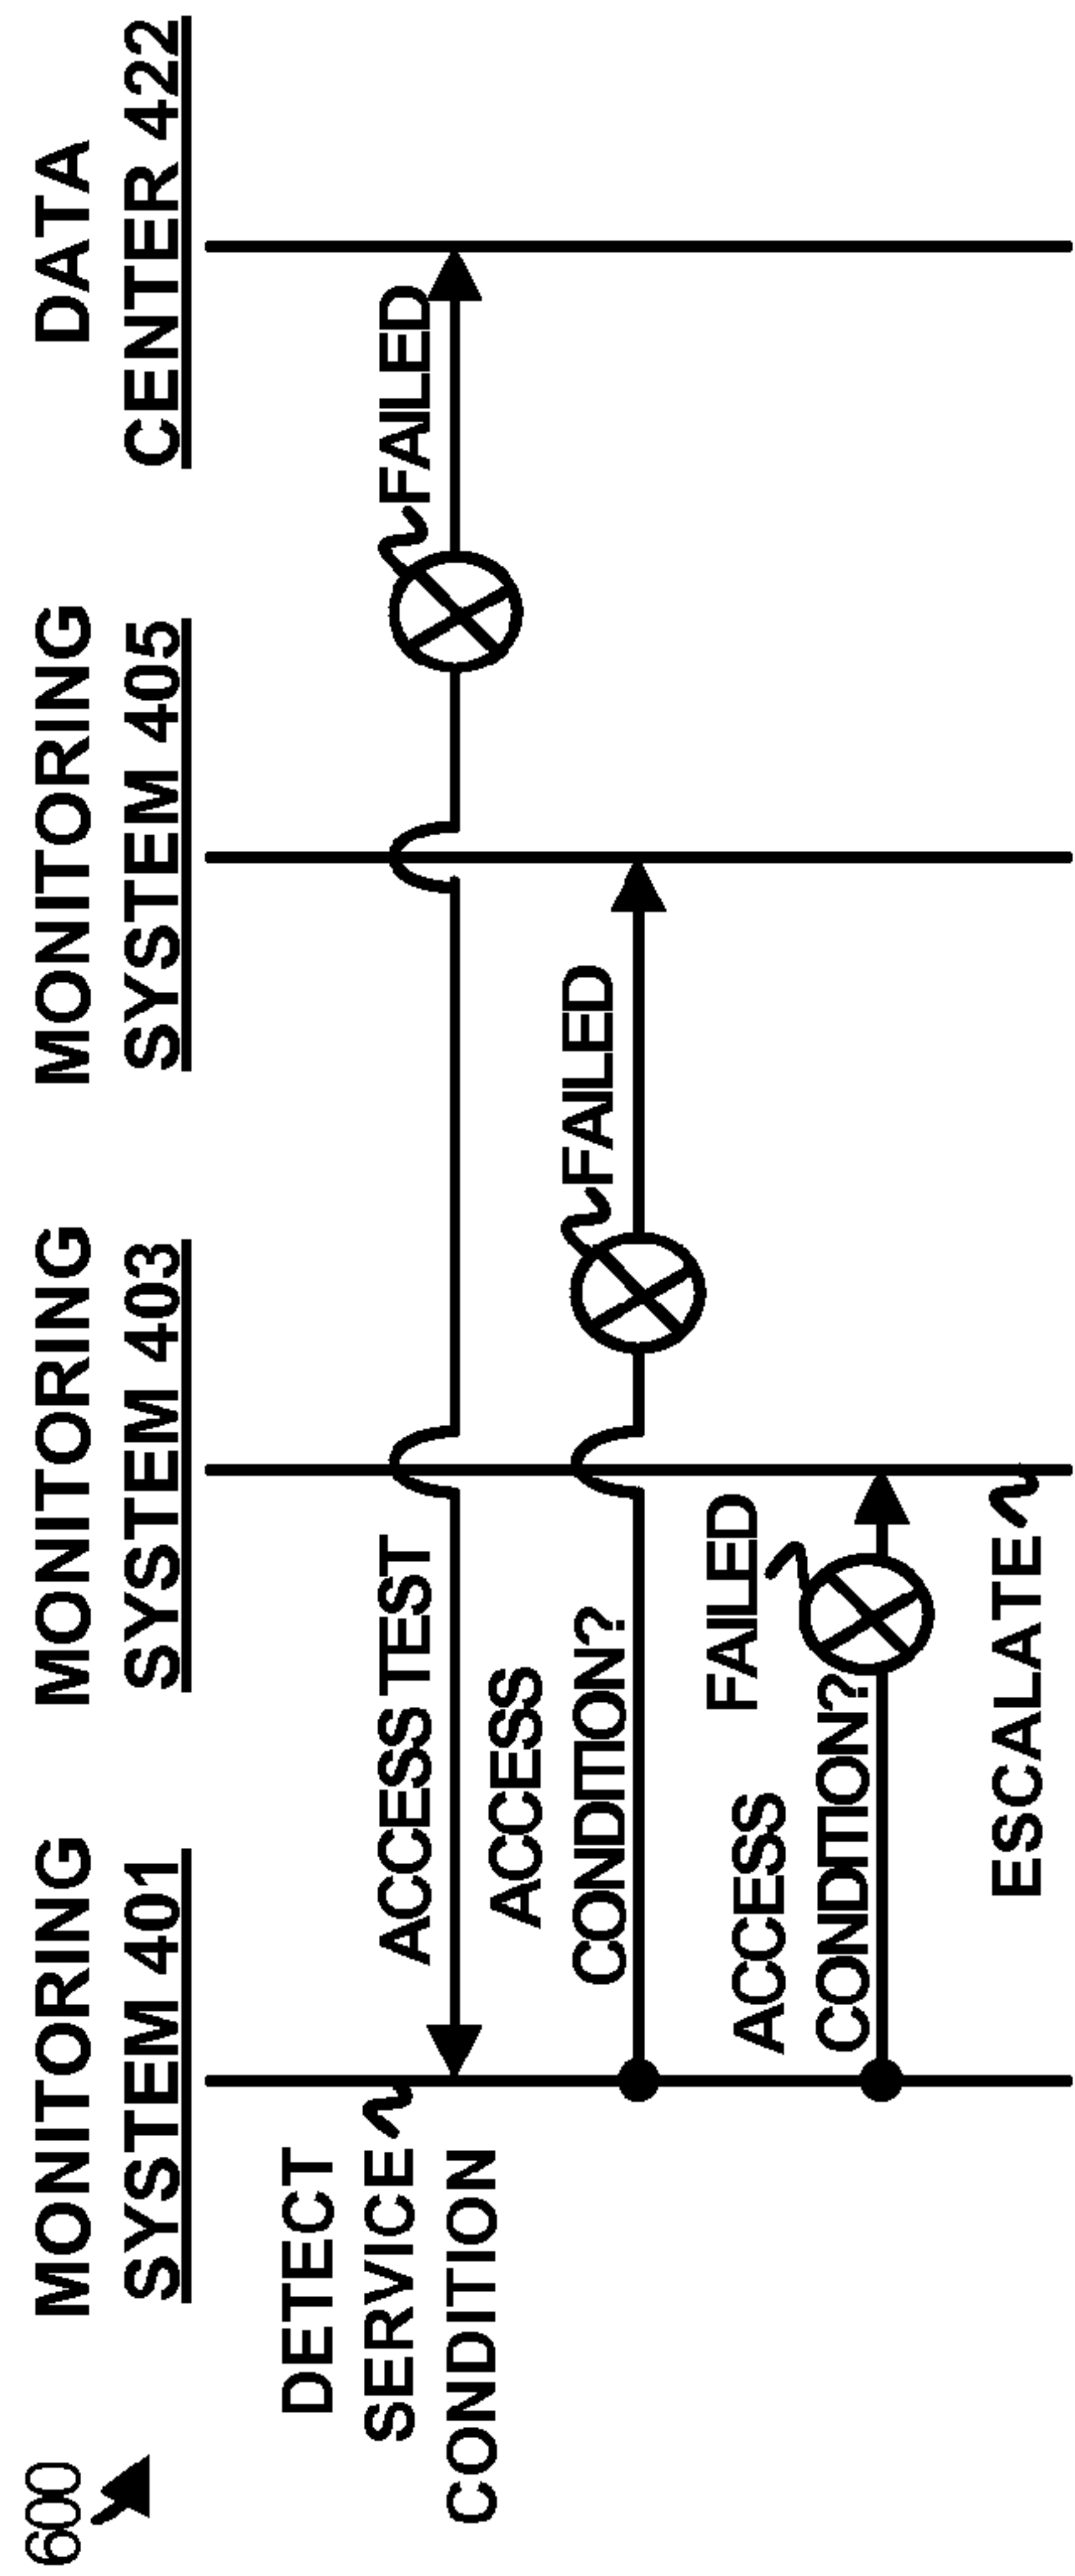 600
MONITORING
SYSTEM 401
MONITORING
SYSTEM 403
MONITORING
SYSTEM 405
DATA
CENTER 422
DETECT
SERVICE
CONDITION
ACCESS TEST
FAILED
ACCESS
CONDITION?
FAILED
ACCESS
CONDITION?
FAILED
ESCALATE